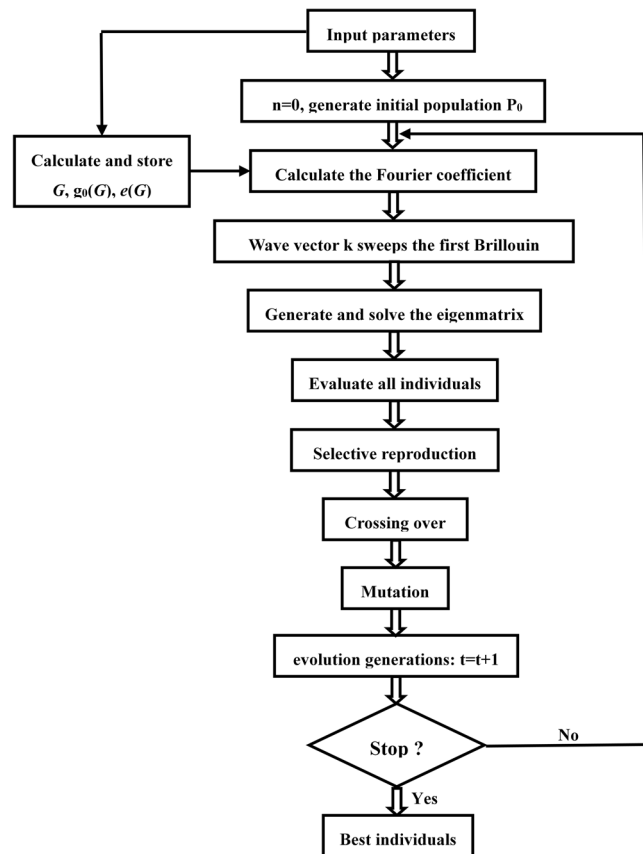 Input parameters
n=0, generate initial population P₀
Calculate and store
G, g₀(G), e(G)
Calculate the Fourier coefficient
Wave vector k sweeps the first Brillouin
Generate and solve the eigenmatrix
Evaluate all individuals
Selective reproduction
Crossing over
Mutation
evolution generations: t=t+1
Stop ?
No
Yes
Best individuals